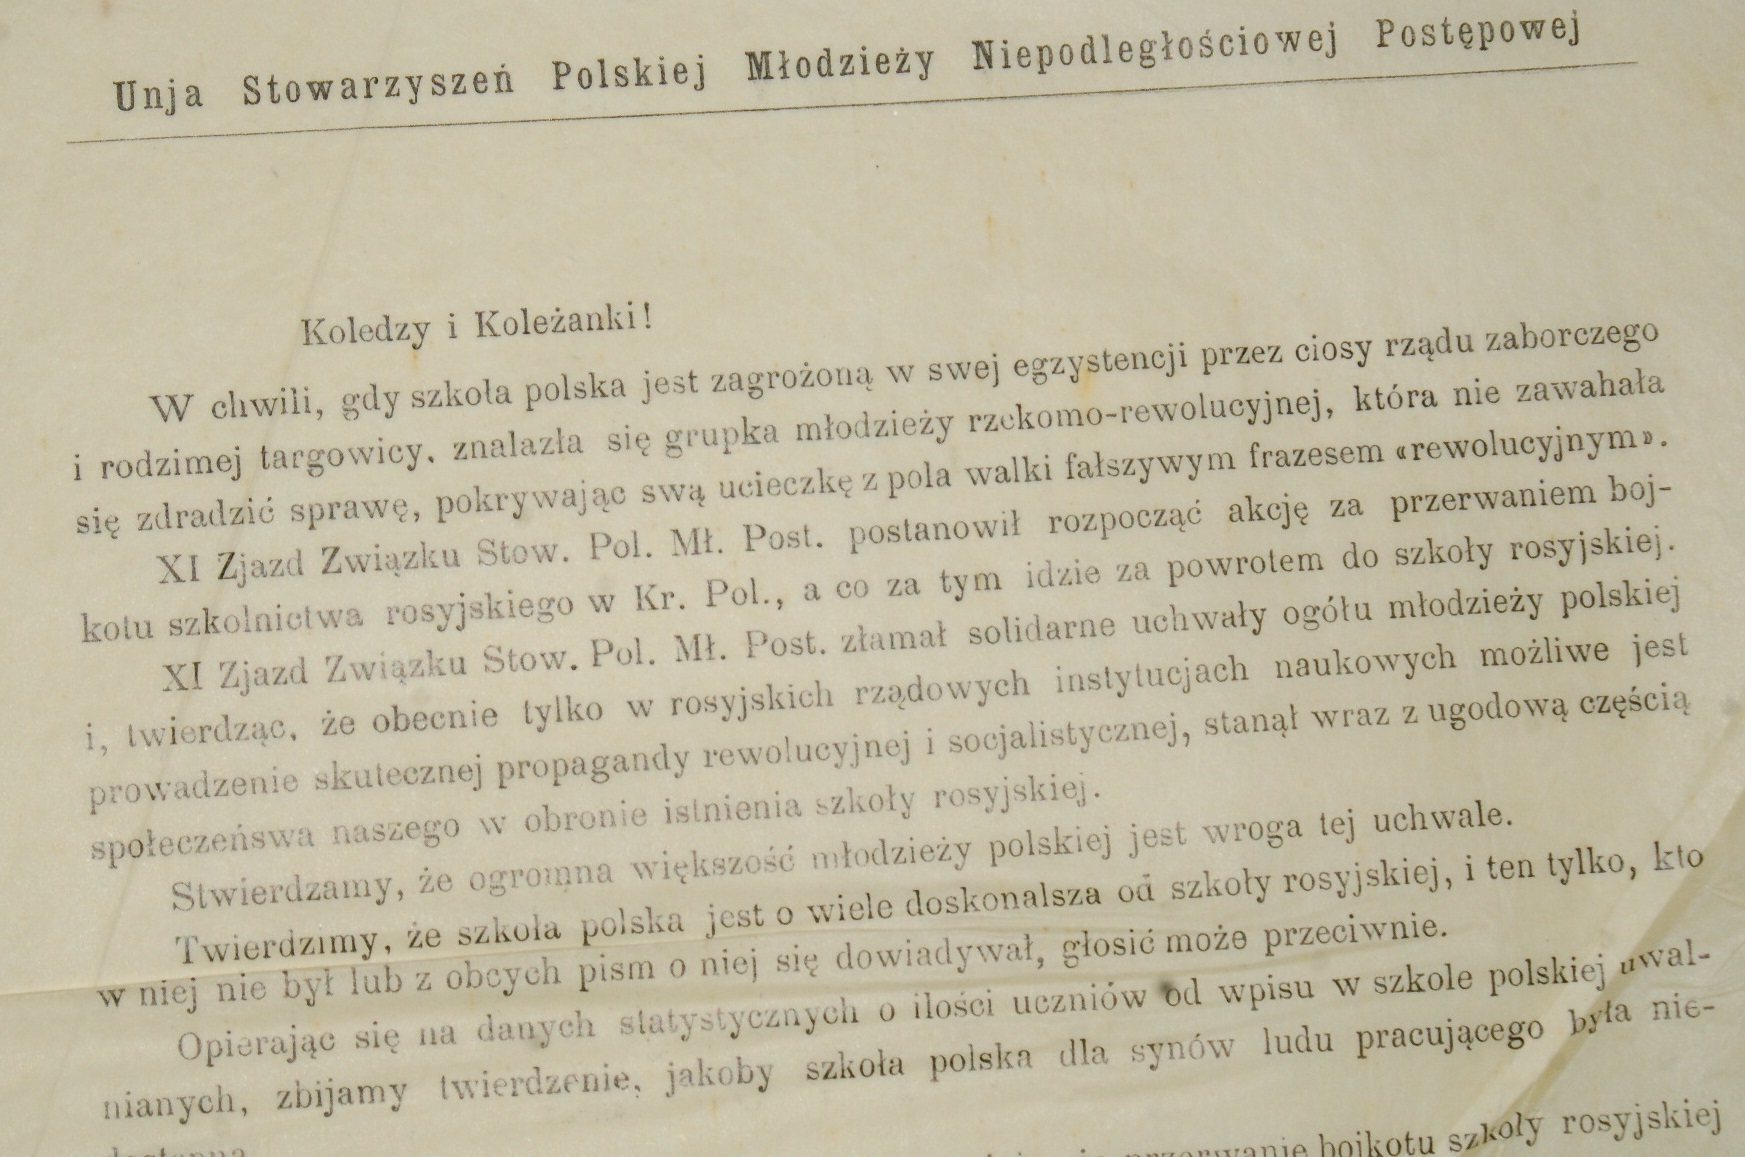 Unja Stowarzyszeń Polskiej Młodzieży Niepodległościowej Postępowej
Koledzy i Koleżanki!
W chwili, gdy szkoła polska jest zagrożoną w swej egzystencji przez ciosy rządu zaborczego
i rodzimej targowicy, znalazła się grupka młodzieży rzekomo-rewolucyjnej, która nie zawahała
się zdradzić sprawę, pokrywając swą ucieczkę z pola walki fałszywym frazesem «rewolucyjnym».
XI Zjazd Związku Stow. Pol. Mł. Post. postanowił rozpocząć akcję za przerwaniem boj-
kotu szkolnictwa rosyjskiego w Kr. Pol., a co za tym idzie za powrotem do szkoły rosyjskiej.
XI Zjazd Związku Stow. Pol. Mł. Post. złamał solidarne uchwały ogółu młodzieży polskiej
i, twierdząc, że obecnie tylko w rosyjskich rządowych instytucjach naukowych możliwe jest
prowadzenie skutecznej propagandy rewolucyjnej i socjalistycznej, stanął wraz z ugodową częścią
społeczeńswa naszego w obronie istnienia szkoły rosyjskiej.
Stwierdzamy, że ogromna większość młodzieży polskiej jest wroga tej uchwale.
Twierdzimy, że szkoła polska jest o wiele doskonalsza od szkoły rosyjskiej, i ten tylko, kto
w niej nie był lub z obcych pism o niej się dowiadywał, głosić może przeciwnie.
Opierając się na danych statystycznych o ilości uczniów od wpisu w szkole polskiej uwal-
nianych, zbijamy twierdzenie, jakoby szkoła polska dla synów ludu pracującego była nie-
przerwanie bojkotu szkoły rosyjskiej